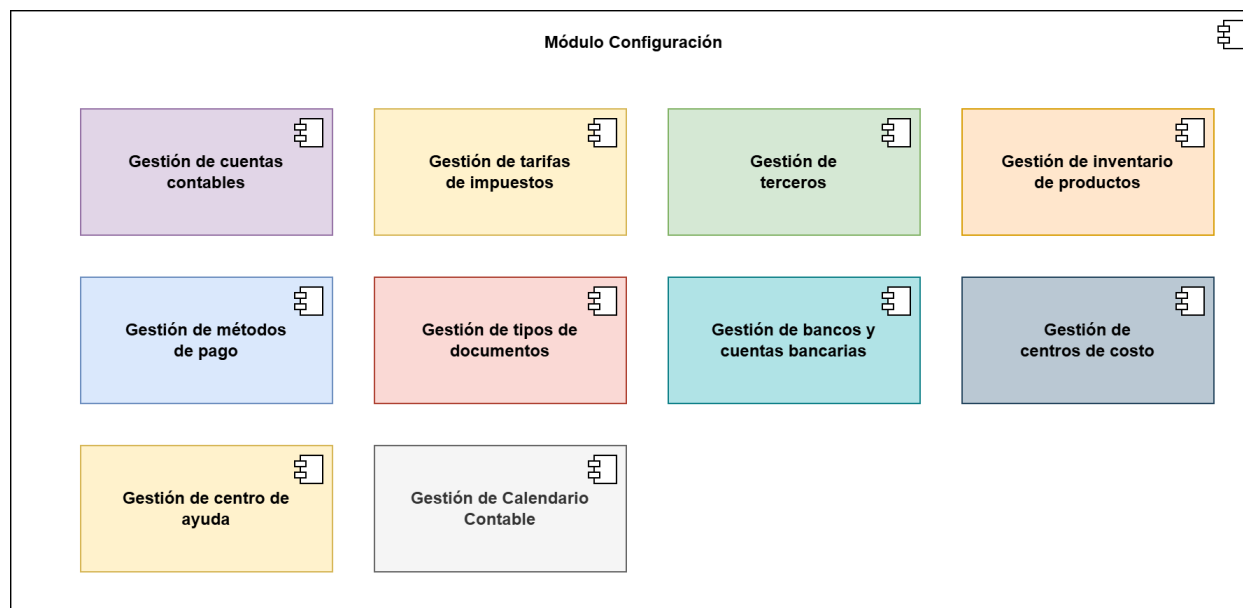 Módulo Configuración
Gestión de cuentas
contables
Gestión de tarifas
de impuestos
Gestión de
terceros
Gestión de inventario
de productos
Gestión de métodos
de pago
Gestión de tipos de
documentos
Gestión de bancos y
cuentas bancarias
Gestión de
centros de costo
Gestión de centro de
ayuda
Gestión de Calendario
Contable